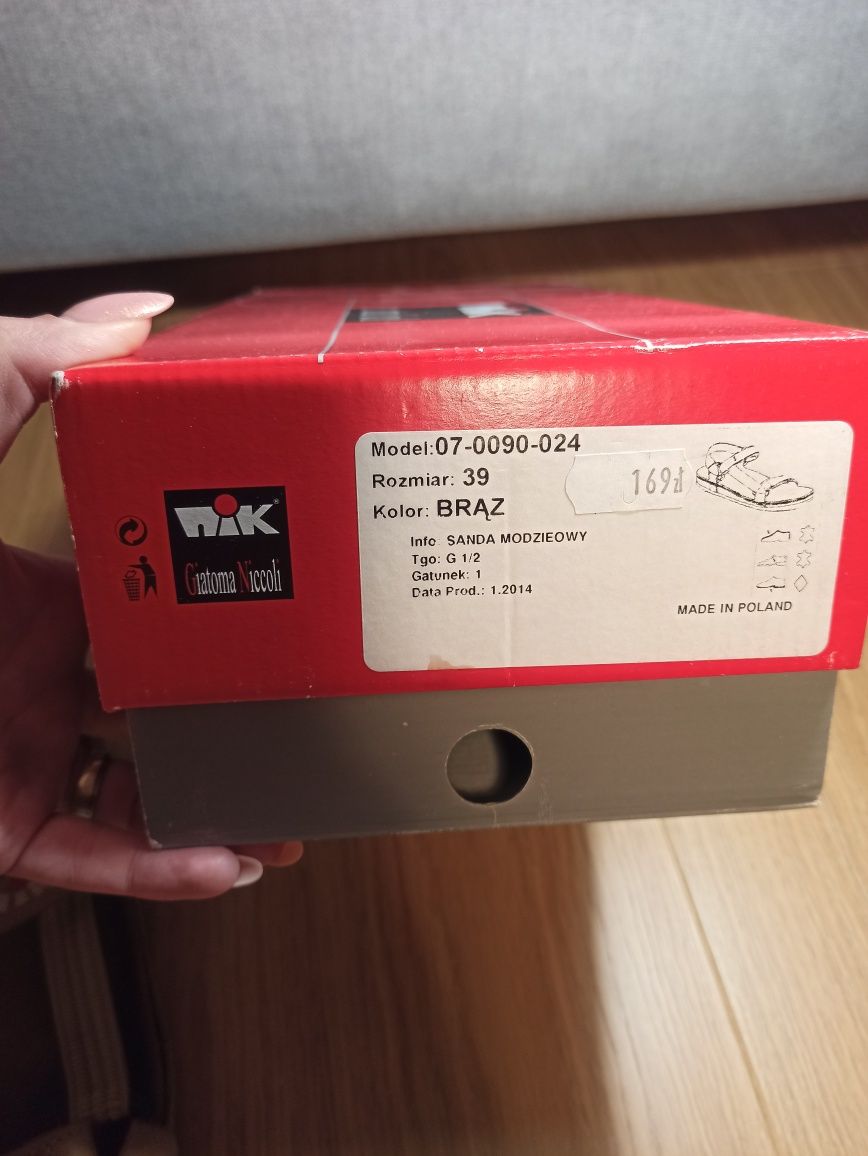 Model:07-0090-024
Rozmiar: 39
169zł
Kolor: BRĄZ
Info: SANDA MODZIEOWY
Tgo: G 1/2
Gatunek: 1
Data Prod.: 1.2014
MADE IN POLAND
NiK®
Giatoma Niccoli